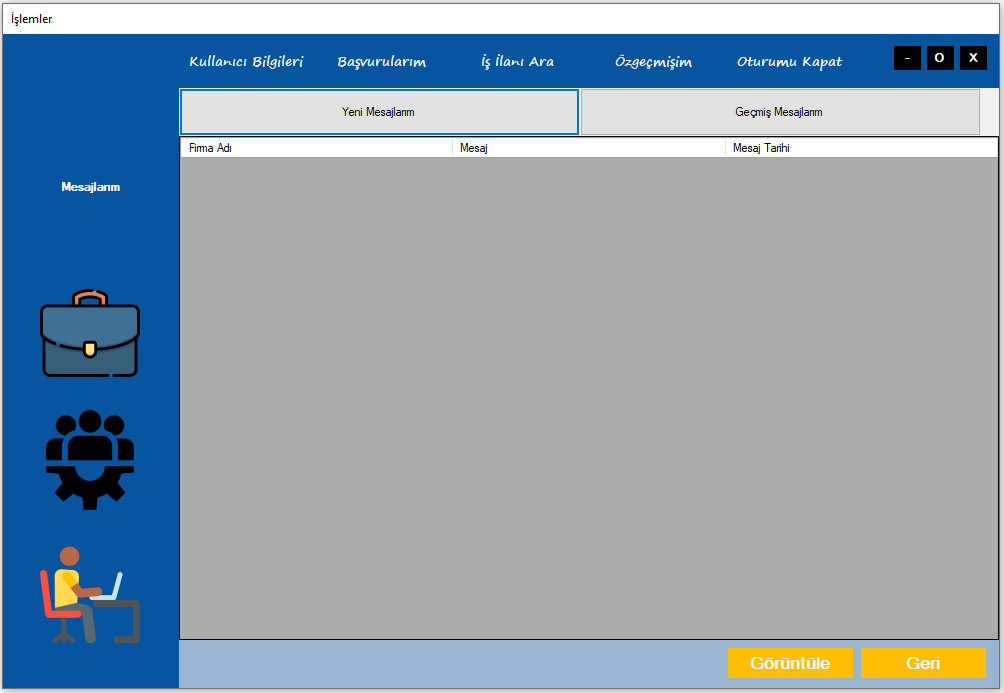 İşlemler
Kullanıcı Bilgileri Başvurularım İş İlanı Ara Özgeçmişim Oturumu Kapat - O X
Yeni Mesajlarım Geçmiş Mesajlarım
Firma Adı Mesaj Mesaj Tarihi
Mesajlarım
Görüntüle Geri